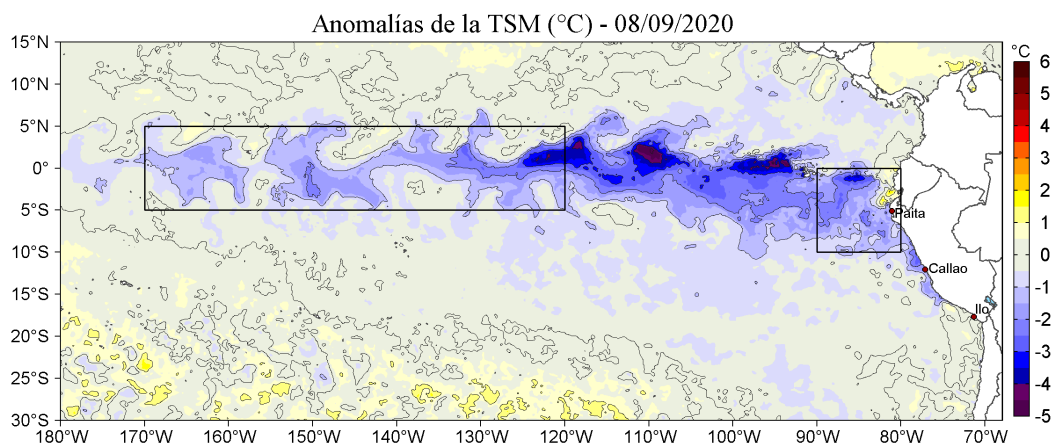 Anomalías de la TSM (°C) - 08/09/2020
15°N
10°N
5°N
0°
5°S
10°S
15°S
20°S
25°S
30°S
180°W
170°W
160°W
150°W
140°W
130°W
120°W
110°W
100°W
90°W
80°W
70°W
Paita
Callao
Ilo
°C
6
5
4
3
2
1
0
-1
-2
-3
-4
-5